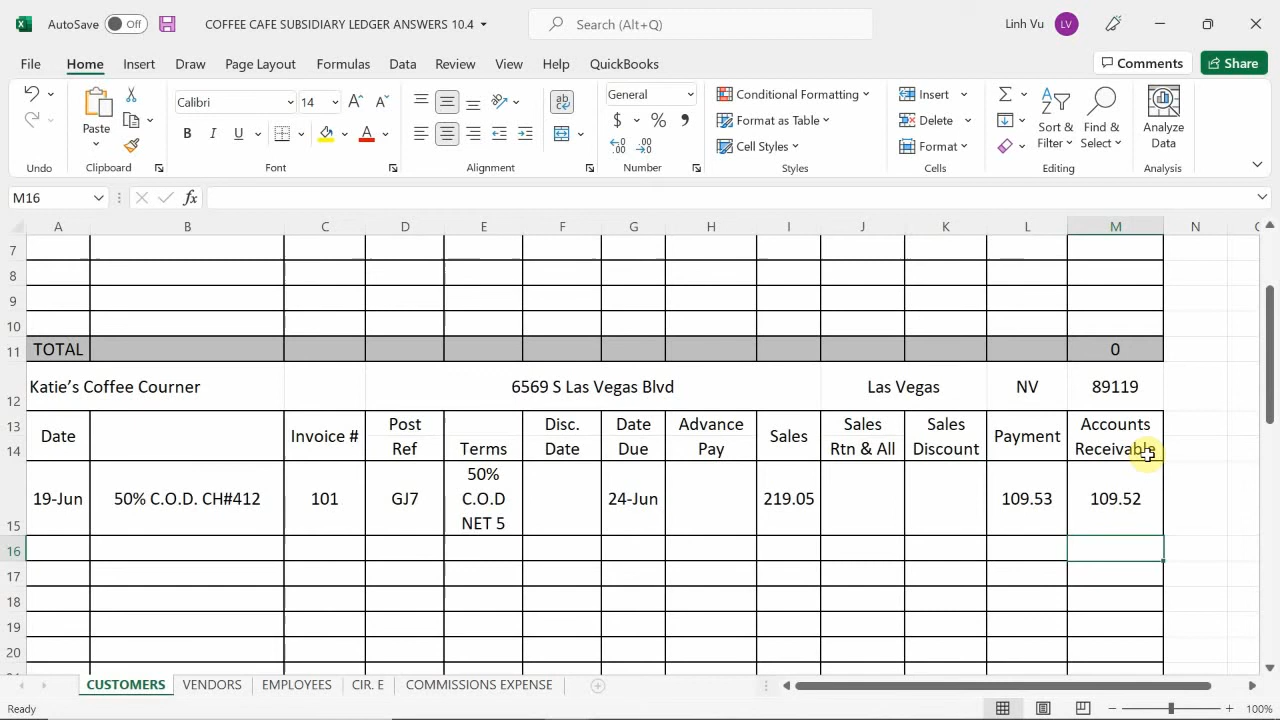 AutoSave Off COFFEE CAFE SUBSIDIARY LEDGER ANSWERS 10.4 Search (Alt+Q) Linh Vu LV
File Home Insert Draw Page Layout Formulas Data Review View Help QuickBooks Comments Share
Paste Calibri 14 General Conditional Formatting Insert Sort & Find & Analyze
B I U A $ % Format as Table Delete Filter Select Data
Cell Styles Format
Undo Clipboard Font Alignment Number Styles Cells Editing Analysis
M16 fx
A B C D E F G H I J K L M N
7
8
9
10
11 TOTAL 0
12 Katie’s Coffee Courner 6569 S Las Vegas Blvd Las Vegas NV 89119
13 Date Invoice # Post Disc. Date Advance Sales Sales Sales Payment Accounts
14 Ref Terms Date Due Pay Rtn & All Discount Receivable
15 19-Jun 50% C.O.D. CH#412 101 GJ7 50% C.O.D NET 5 24-Jun 219.05 109.53 109.52
16
17
18
19
20
CUSTOMERS VENDORS EMPLOYEES CIR. E COMMISSIONS EXPENSE
Ready 100%